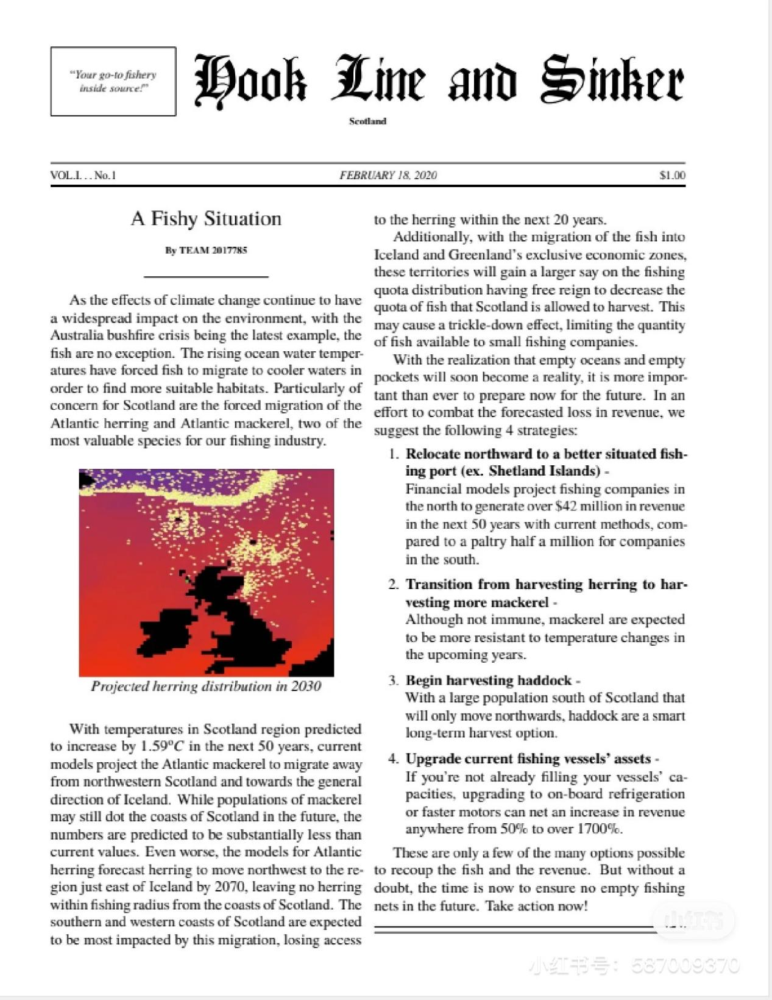 "Your go-to fishery
inside source!"
Hook Line and Sinker
Scotland
VOL.I. . . No.1
FEBRUARY 18, 2020
$1.00
A Fishy Situation
By TEAM 2017785
As the effects of climate change continue to have
a widespread impact on the environment, with the
Australia bushfire crisis being the latest example, the
fish are no exception. The rising ocean water temper-
atures have forced fish to migrate to cooler waters in
order to find more suitable habitats. Particularly of
concern for Scotland are the forced migration of the
Atlantic herring and Atlantic mackerel, two of the
most valuable species for our fishing industry.
Projected herring distribution in 2030
With temperatures in Scotland region predicted
to increase by 1.59°C in the next 50 years, current
models project the Atlantic mackerel to migrate away
from northwestern Scotland and towards the general
direction of Iceland. While populations of mackerel
may still dot the coasts of Scotland in the future, the
numbers are predicted to be substantially less than
current values. Even worse, the models for Atlantic
herring forecast herring to move northwest to the re-
gion just east of Iceland by 2070, leaving no herring
within fishing radius from the coasts of Scotland. The
southern and western coasts of Scotland are expected
to be most impacted by this migration, losing access
to the herring within the next 20 years.
Additionally, with the migration of the fish into
Iceland and Greenland's exclusive economic zones,
these territories will gain a larger say on the fishing
quota distribution having free reign to decrease the
quota of fish that Scotland is allowed to harvest. This
may cause a trickle-down effect, limiting the quantity
of fish available to small fishing companies.
With the realization that empty oceans and empty
pockets will soon become a reality, it is more impor-
tant than ever to prepare now for the future. In an
effort to combat the forecasted loss in revenue, we
suggest the following 4 strategies:
1. Relocate northward to a better situated fish-
ing port (ex. Shetland Islands) -
Financial models project fishing companies in
the north to generate over $42 million in revenue
in the next 50 years with current methods, com-
pared to a paltry half a million for companies
in the south.
2. Transition from harvesting herring to har-
vesting more mackerel -
Although not immune, mackerel are expected
to be more resistant to temperature changes in
the upcoming years.
3. Begin harvesting haddock -
With a large population south of Scotland that
will only move northwards, haddock are a smart
long-term harvest option.
4. Upgrade current fishing vessels' assets -
If you're not already filling your vessels' ca-
pacities, upgrading to on-board refrigeration
or faster motors can net an increase in revenue
anywhere from 50% to over 1700%.
These are only a few of the many options possible
to recoup the fish and the revenue. But without a
doubt, the time is now to ensure no empty fishing
nets in the future. Take action now!
小红书
小红书号：587009370